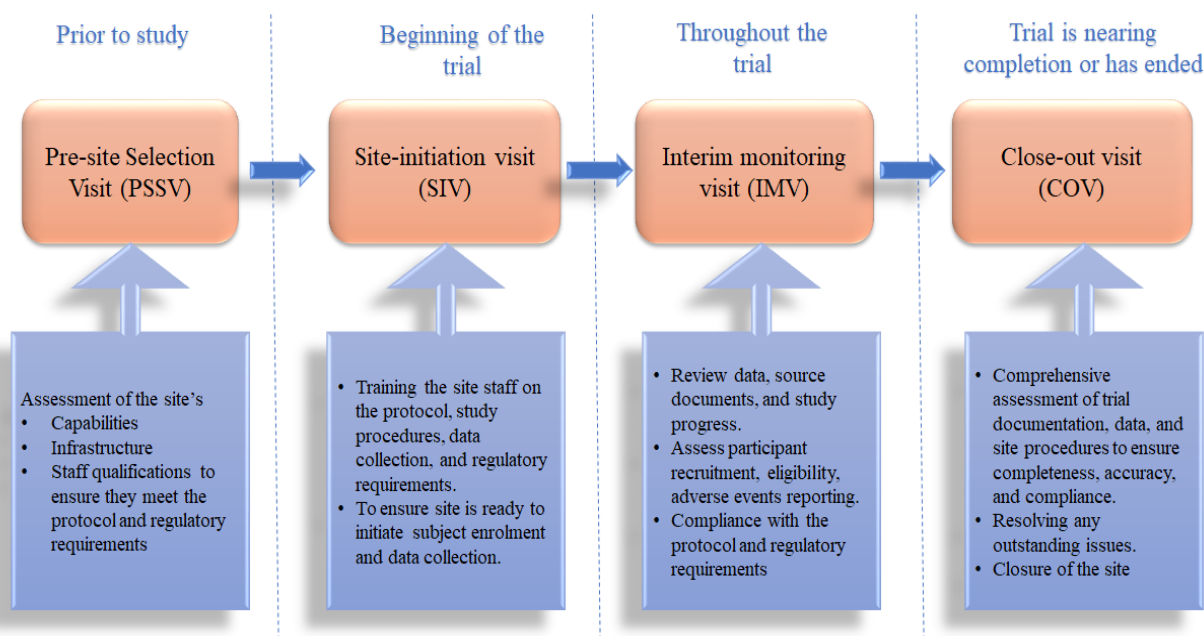 Prior to study
Beginning of the
trial
Throughout the
trial
Trial is nearing
completion or has ended
Pre-site Selection
Visit (PSSV)
Site-initiation visit
(SIV)
Interim monitoring
visit (IMV)
Close-out visit
(COV)
Assessment of the site's
• Capabilities
• Infrastructure
• Staff qualifications to
ensure they meet the
protocol and regulatory
requirements
• Training the site staff on
the protocol, study
procedures, data
collection, and regulatory
requirements.
• To ensure site is ready to
initiate subject enrolment
and data collection.
• Review data, source
documents, and study
progress.
• Assess participant
recruitment, eligibility,
adverse events reporting.
• Compliance with the
protocol and regulatory
requirements
• Comprehensive
assessment of trial
documentation, data, and
site procedures to ensure
completeness, accuracy,
and compliance.
• Resolving any
outstanding issues.
• Closure of the site